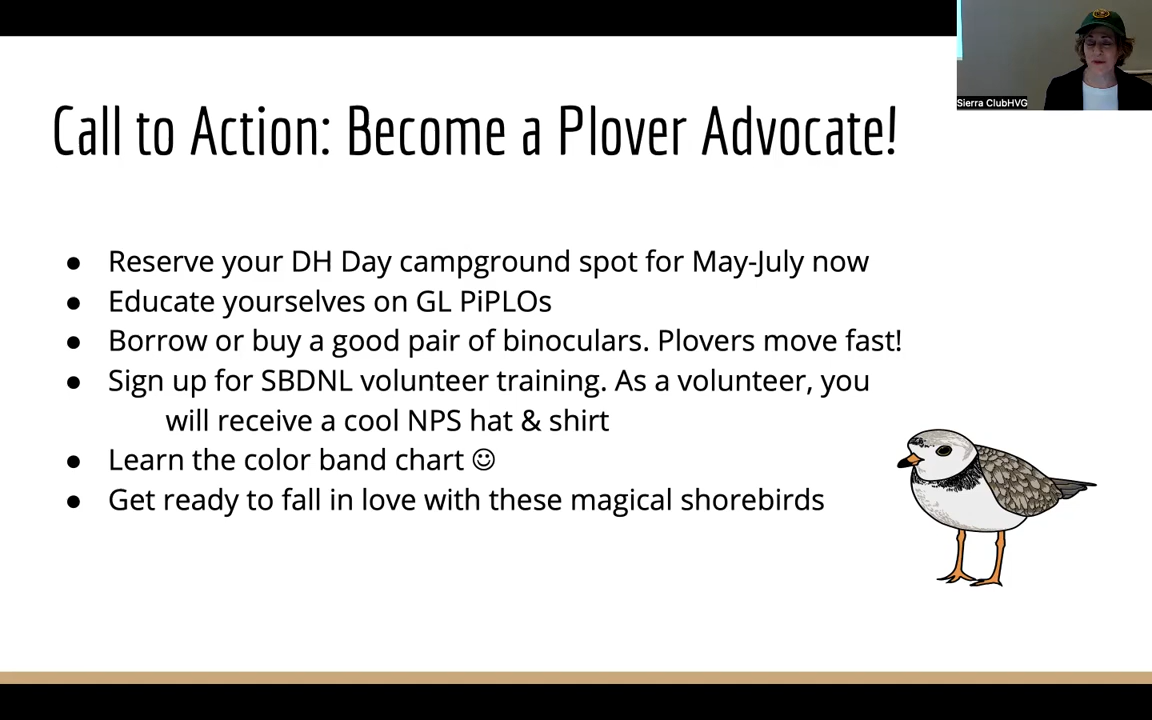 Sierra ClubHVG
Call to Action: Become a Plover Advocate!
● Reserve your DH Day campground spot for May-July now
● Educate yourselves on GL PiPLOs
● Borrow or buy a good pair of binoculars. Plovers move fast!
● Sign up for SBDNL volunteer training. As a volunteer, you
will receive a cool NPS hat & shirt
● Learn the color band chart ☺
● Get ready to fall in love with these magical shorebirds